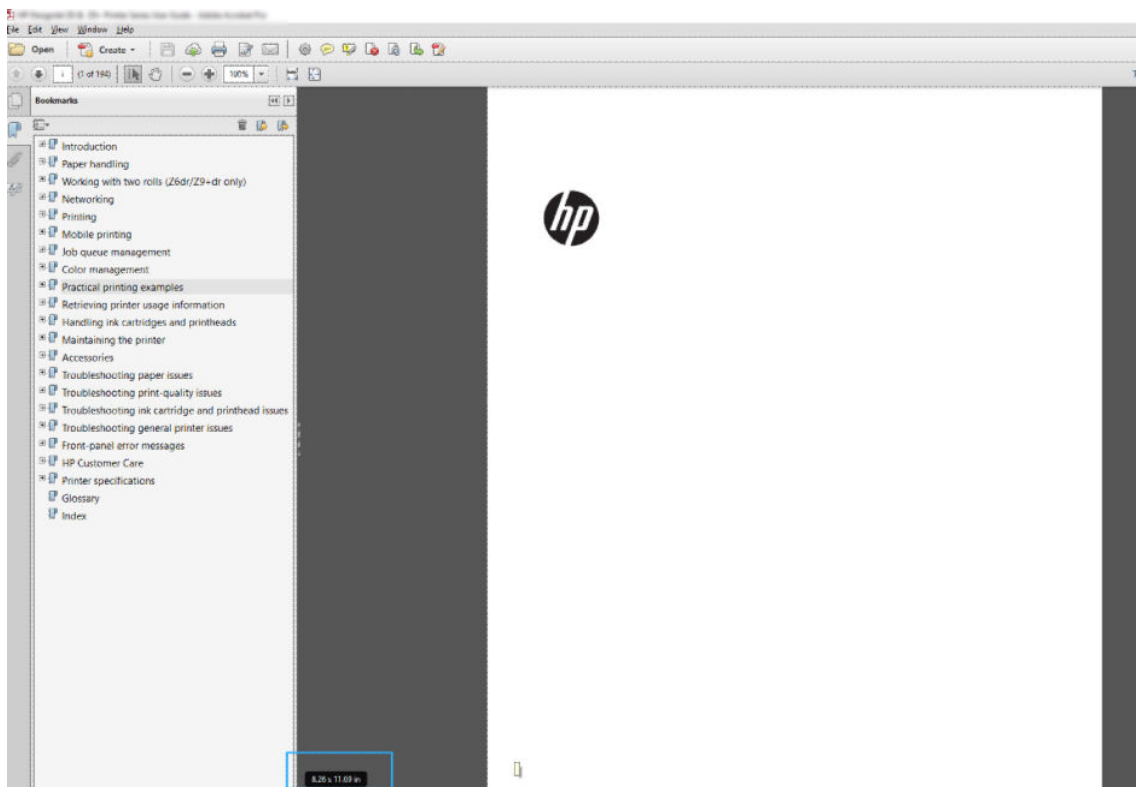 File Edit View Window Help
Open Create
1 (1 of 194) 100%
Bookmarks
Introduction
Paper handling
Working with two rolls (Z6dr/Z9+dr only)
Networking
Printing
Mobile printing
Job queue management
Color management
Practical printing examples
Retrieving printer usage information
Handling ink cartridges and printheads
Maintaining the printer
Accessories
Troubleshooting paper issues
Troubleshooting print-quality issues
Troubleshooting ink cartridge and printhead issues
Troubleshooting general printer issues
Front-panel error messages
HP Customer Care
Printer specifications
Glossary
Index
hp
8.26 x 11.69 in